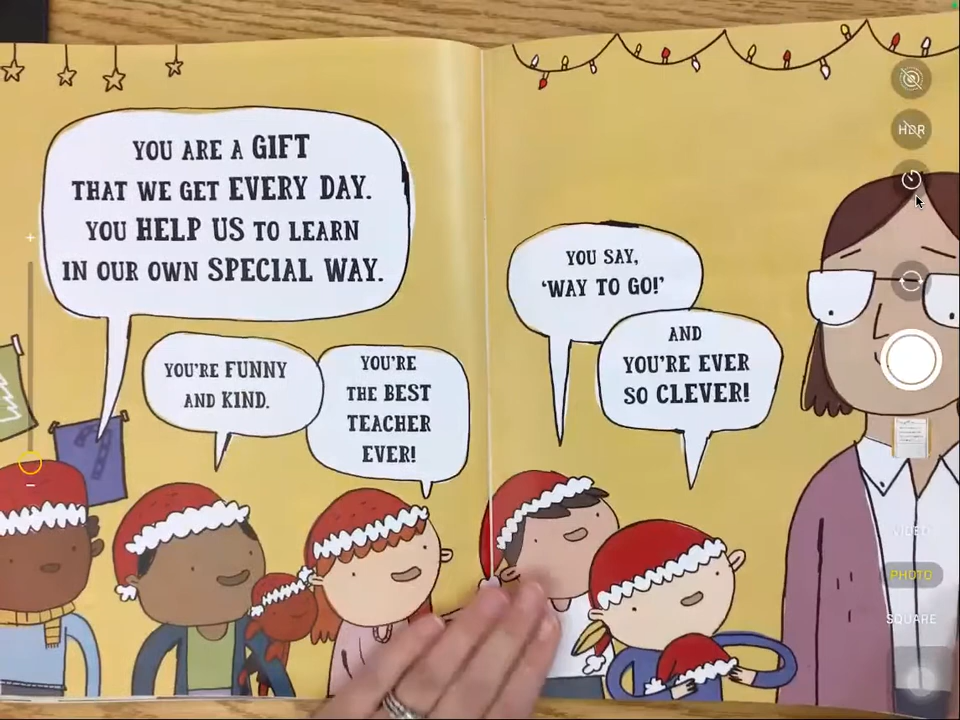 YOU ARE A GIFT
THAT WE GET EVERY DAY.
YOU HELP US TO LEARN
IN OUR OWN SPECIAL WAY.
YOU'RE FUNNY
AND KIND.
YOU'RE
THE BEST
TEACHER
EVER!
YOU SAY,
'WAY TO GO!'
AND
YOU'RE EVER
SO CLEVER!
HDR
VIDEO
PHOTO
SQUARE